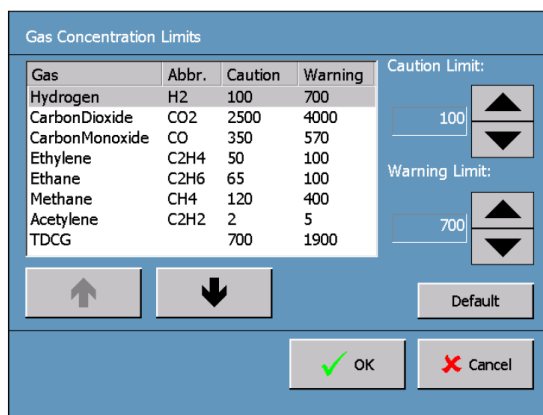 Gas Concentration Limits
Gas Abbr. Caution Warning
Hydrogen H2 100 700
CarbonDioxide CO2 2500 4000
CarbonMonoxide CO 350 570
Ethylene C2H4 50 100
Ethane C2H6 65 100
Methane CH4 120 400
Acetylene C2H2 2 5
TDCG 700 1900
Caution Limit:
100
Warning Limit:
700
Default
OK
Cancel